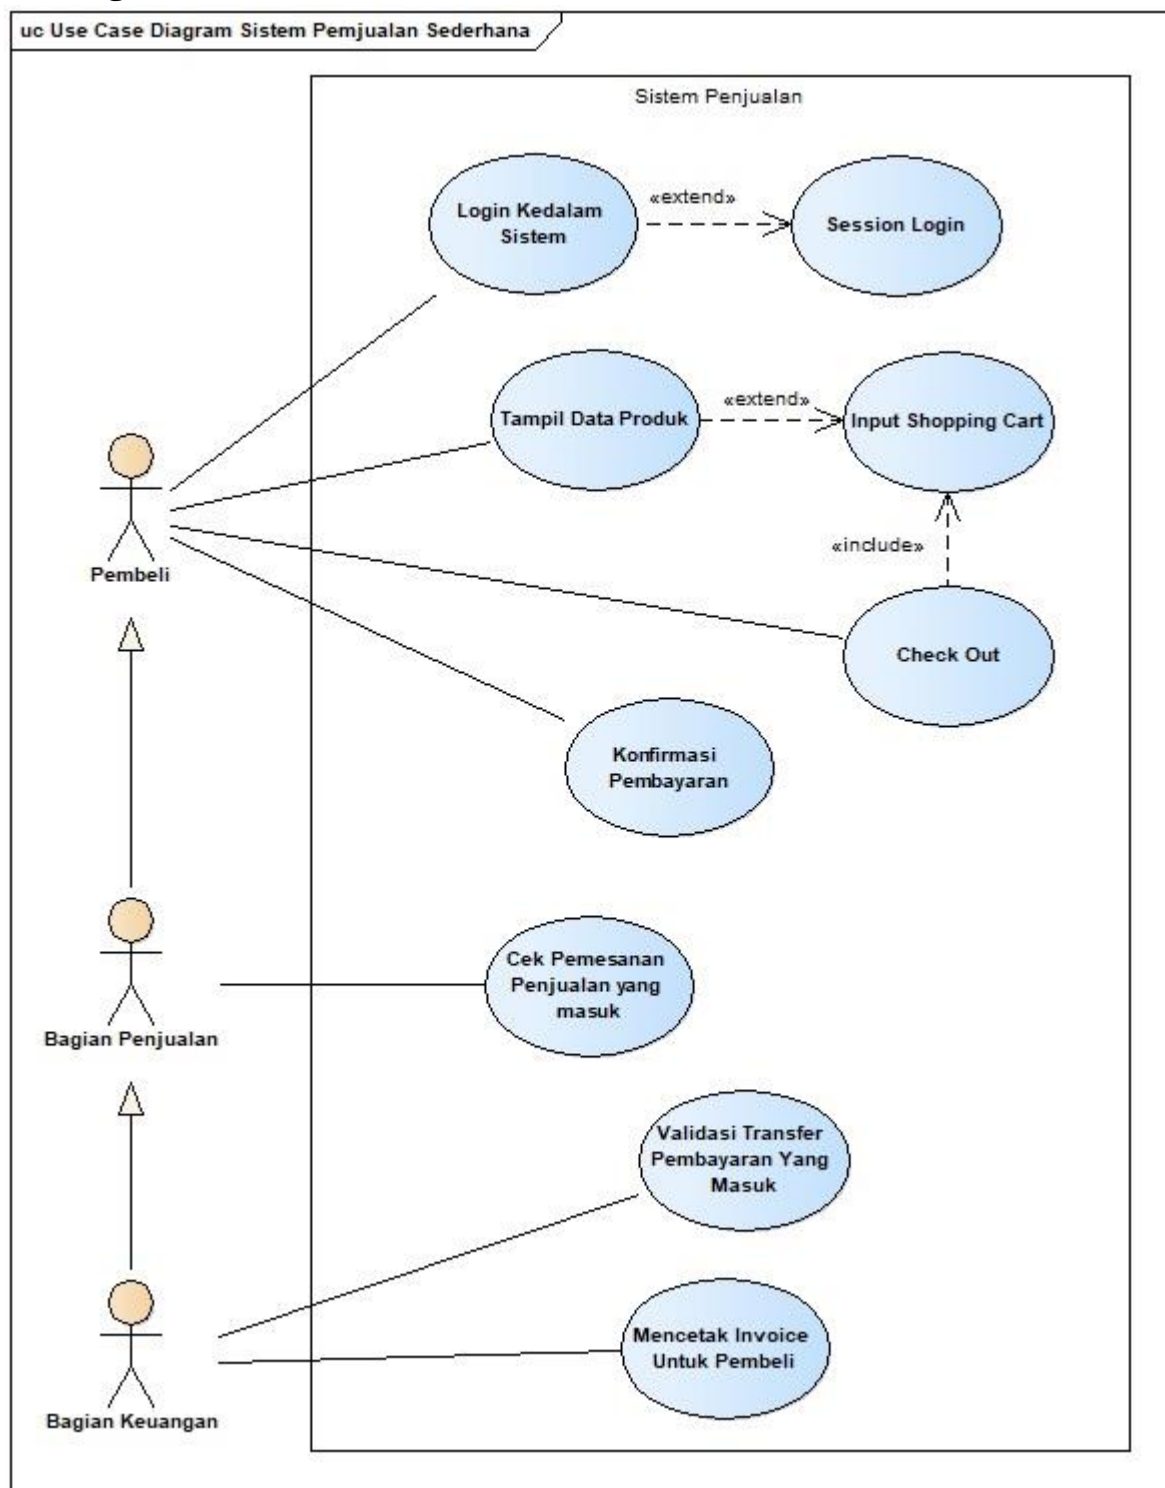 uc Use Case Diagram Sistem Pemjualan Sederhana
Sistem Penjualan
Login Kedalam
Sistem
«extend»
Session Login
Tampil Data Produk
«extend»
Input Shopping Cart
«include»
Pembeli
Check Out
Konfirmasi
Pembayaran
Cek Pemesanan
Penjualan yang
masuk
Bagian Penjualan
Validasi Transfer
Pembayaran Yang
Masuk
Mencetak Invoice
Untuk Pembeli
Bagian Keuangan